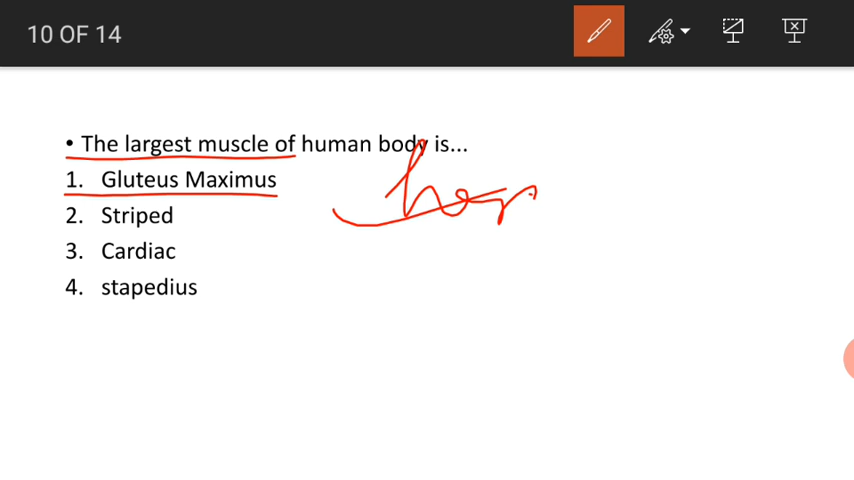 10 OF 14
• The largest muscle of human body is...
1. Gluteus Maximus
2. Striped
3. Cardiac
4. stapedius